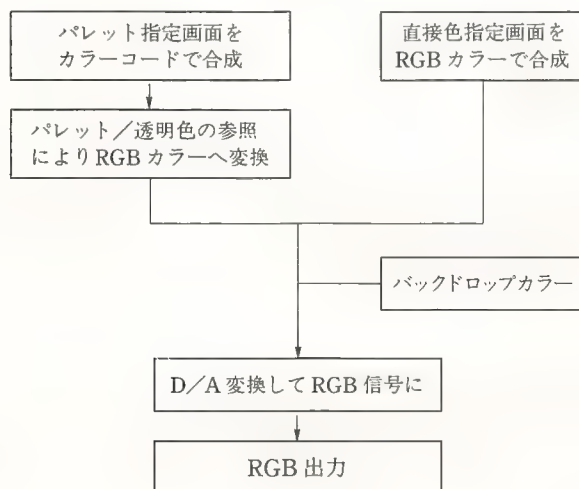 パレット指定画面を
カラーコードで合成
直接色指定画面を
RGBカラーで合成
パレット／透明色の参照
によりRGBカラーへ変換
バックドロップカラー
D／A変換してRGB信号に
RGB出力